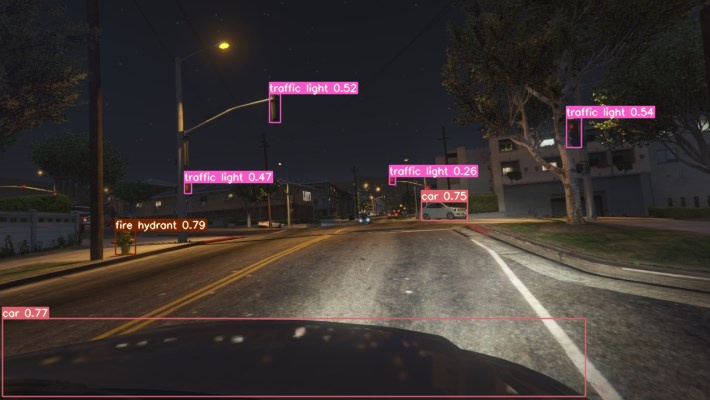 traffic light 0.52
traffic light 0.54
traffic light 0.26
traffic light 0.47
car 0.75
fire hydrant 0.79
car 0.77